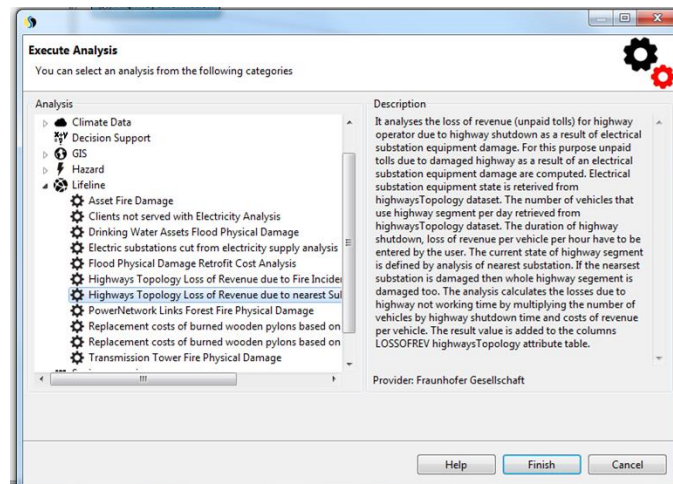 Execute Analysis
You can select an analysis from the following categories
Analysis
Climate Data
Decision Support
GIS
Hazard
Lifeline
Asset Fire Damage
Clients not served with Electricity Analysis
Drinking Water Assets Flood Physical Damage
Electric substations cut from electricity supply analysis
Flood Physical Damage Retrofit Cost Analysis
Highways Topology Loss of Revenue due to Fire Incider
Highways Topology Loss of Revenue due to nearest Sul
PowerNetwork Links Forest Fire Physical Damage
Replacement costs of burned wooden pylons based on
Replacement costs of burned wooden pylons based on
Transmission Tower Fire Physical Damage
Description
It analyses the loss of revenue (unpaid tolls) for highway
operator due to highway shutdown as a result of electrical
substation equipment damage. For this purpose unpaid
tolls due to damaged highway as a result of an electrical
substation equipment damage are computed. Electrical
substation equipment state is reterived from
highwaysTopology dataset. The number of vehicles that
use highway segment per day retrieved from
highwaysTopology dataset. The duration of highway
shutdown, loss of revenue per vehicle per hour have to be
entered by the user. The current state of highway segment
is defined by analysis of nearest substation. If the nearsest
substation is damaged then whole highway segement is
damaged too. The analysis calculates the losses due to
highway not working time by multiplying the number of
vehicles by highway shutdown time and costs of revenue
per vehicle. The result value is added to the columns
LOSSOFREV highwaysTopology attribute table.
Provider: Fraunhofer Gesellschaft
Help
Finish
Cancel